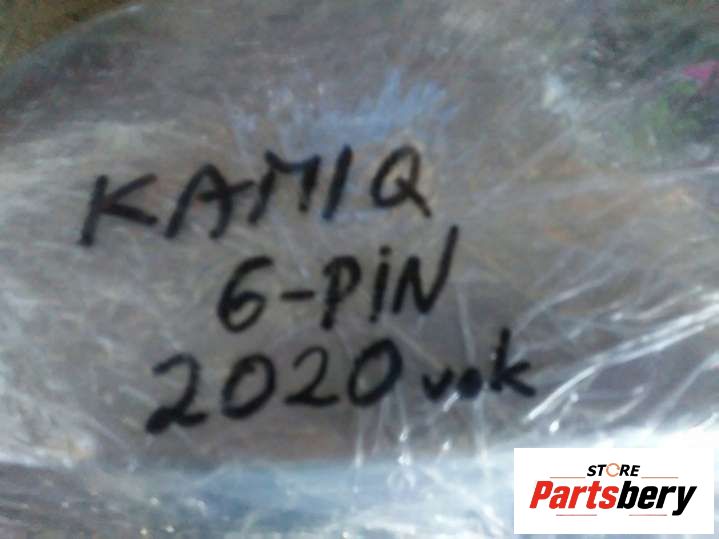 KAMIQ
6-PiN
2020 vok
STORE
Partsbery